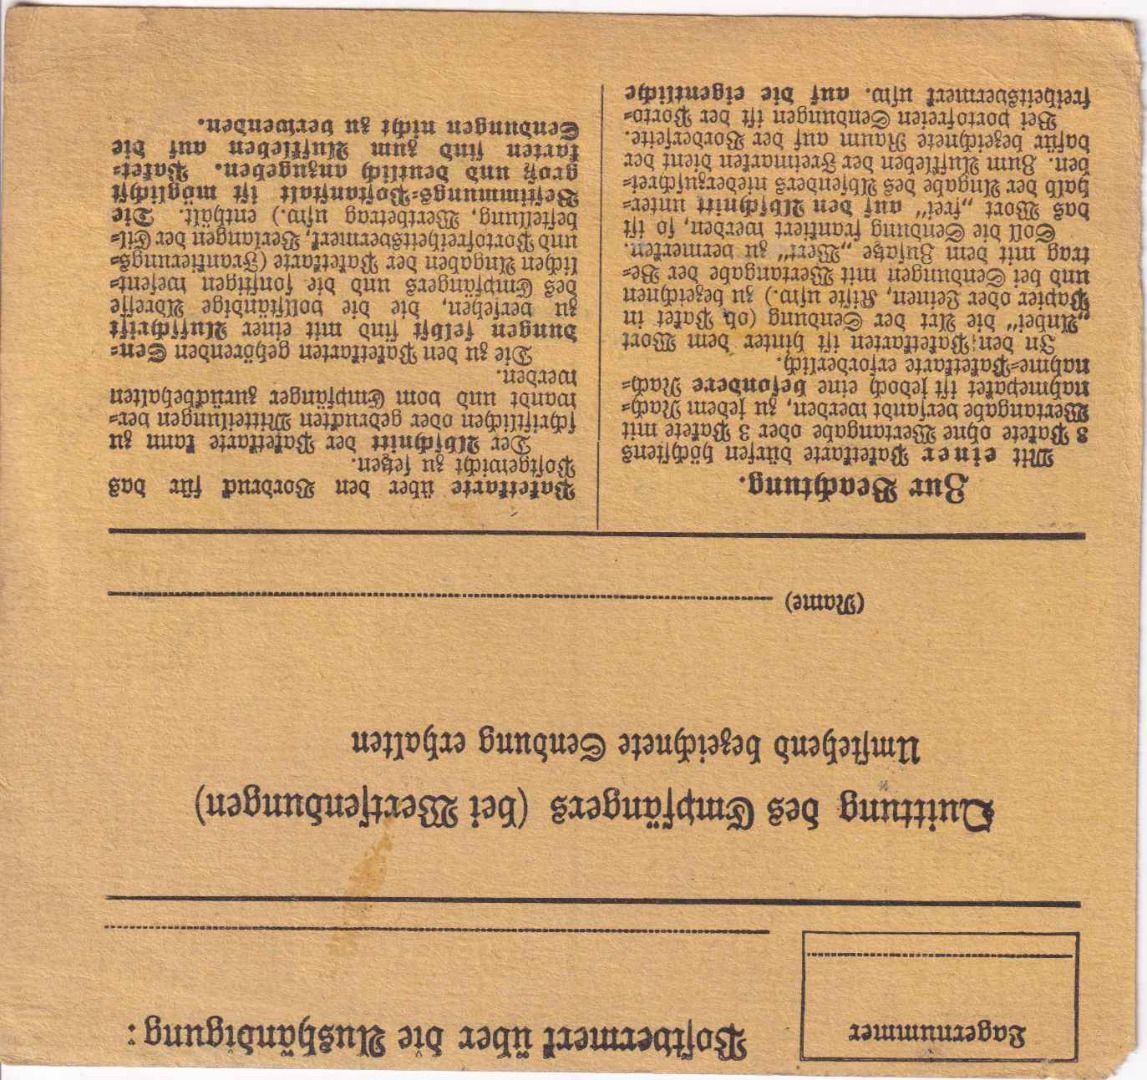 Lagernummer
Postvermerk über die Aushändigung:
Quittung des Empfängers (bei Wertsendungen)
Umstehend bezeichnete Sendung erhalten
(Name)
Zur Beachtung.
Mit einer Paketkarte dürfen höchstens
3 Pakete ohne Wertangabe oder 3 Pakete mit
Wertangabe versandt werden, zu jedem Nach-
nahmepaket ist jedoch eine besondere Nach-
nahme-Paketkarte erforderlich.
In den Paketkarten ist hinter dem Wort
„Anbei“ die Art der Sendung (ob Paket in
Papier oder Leinen, Kiste usw.) zu bezeichnen
und bei Sendungen mit Wertangabe der Be-
trag mit dem Zusatze „Wert“ zu vermerken.
Soll die Sendung frankiert werden, so ist
das Wort „frei“ auf den Abschnitt unter-
halb der Angabe des Absenders niederzuschrei-
ben. Zum Aufkleben der Freimarken dient der
dafür bezeichnete Raum auf der Vorderseite.
Bei portofreien Sendungen ist der Porto-
freiheitsvermerk usw. auf die eigentliche
Paketkarte über den Vordruck für das
Postgewicht zu setzen.
Der Abschnitt der Paketkarte kann zu
schriftlichen oder gedruckten Mitteilungen ver-
wandt und vom Empfänger zurückbehalten
werden.
Die zu den Paketkarten gehörenden Sen-
dungen selbst sind mit einer Aufschrift
zu versehen, die die vollständige Adresse
des Empfängers und die sonstigen wesent-
lichen Angaben der Paketkarte (Frankierungs-
und Portofreiheitsvermerk, Verlangen der Eil-
bestellung, Wertbetrag usw.) enthält. Die
Bestimmungs-Postanstalt ist möglichst
groß und deutlich anzugeben. Paket-
karten sind zum Aufkleben auf die
Sendungen nicht zu verwenden.